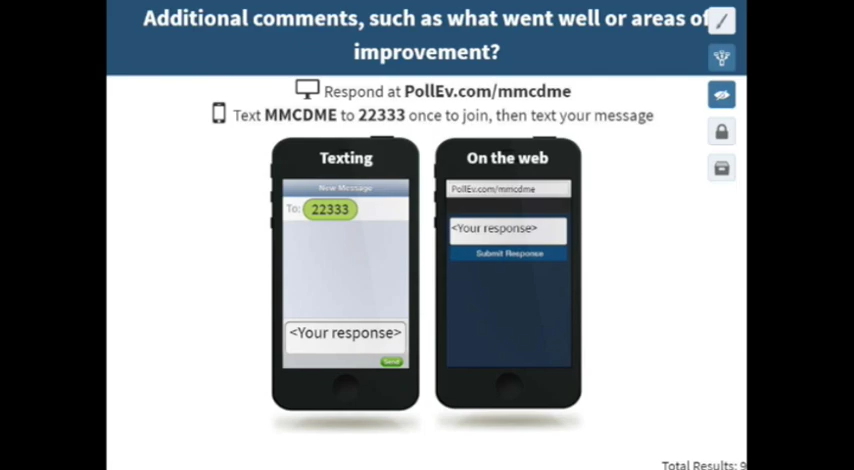 Additional comments, such as what went well or areas of
improvement?
Respond at PollEv.com/mmcdme
Text MMCDME to 22333 once to join, then text your message
Texting
New Message
To: 22333
<Your response>
Send
On the web
PollEv.com/mmcdme
<Your response>
Submit Response
Total Results: 9